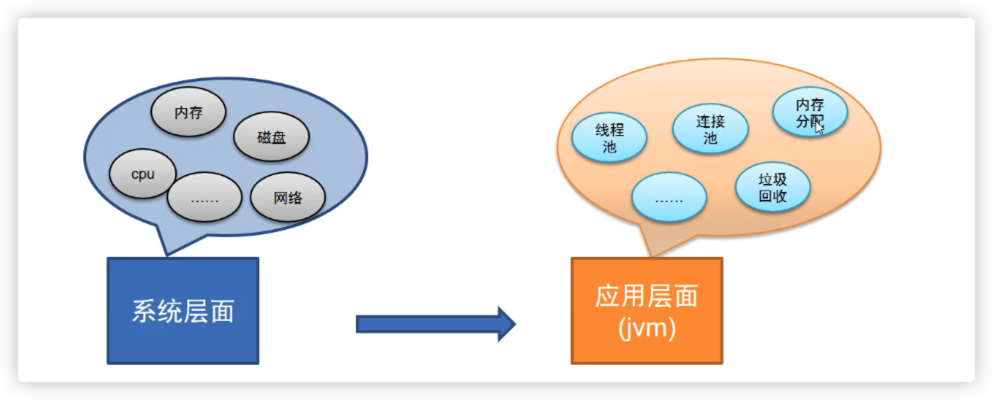 内存
磁盘
cpu
……
网络
系统层面
线程
池
连接
池
内存
分配
……
垃圾
回收
应用层面
(jvm)